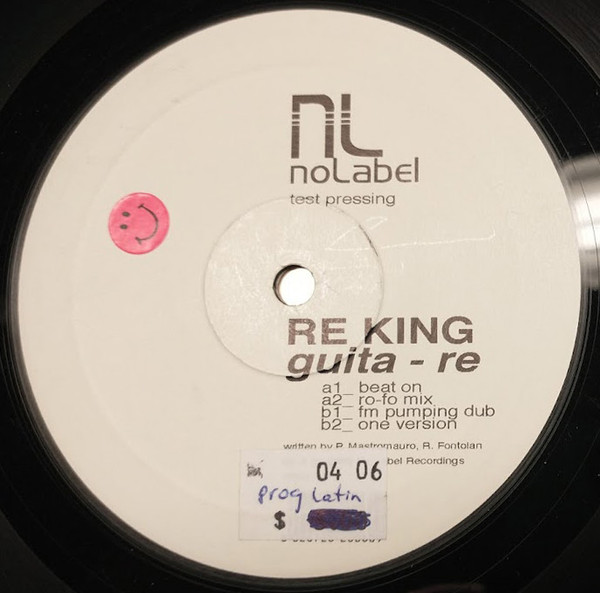 NL
noLabel
test pressing
RE KING
guita - re
a1_ beat on
a2_ ro-fo mix
b1_ fm pumping dub
b2_ one version
written by P. Mastromauro, R. Fontolan
bel Recordings
04 06
prog Latin
$